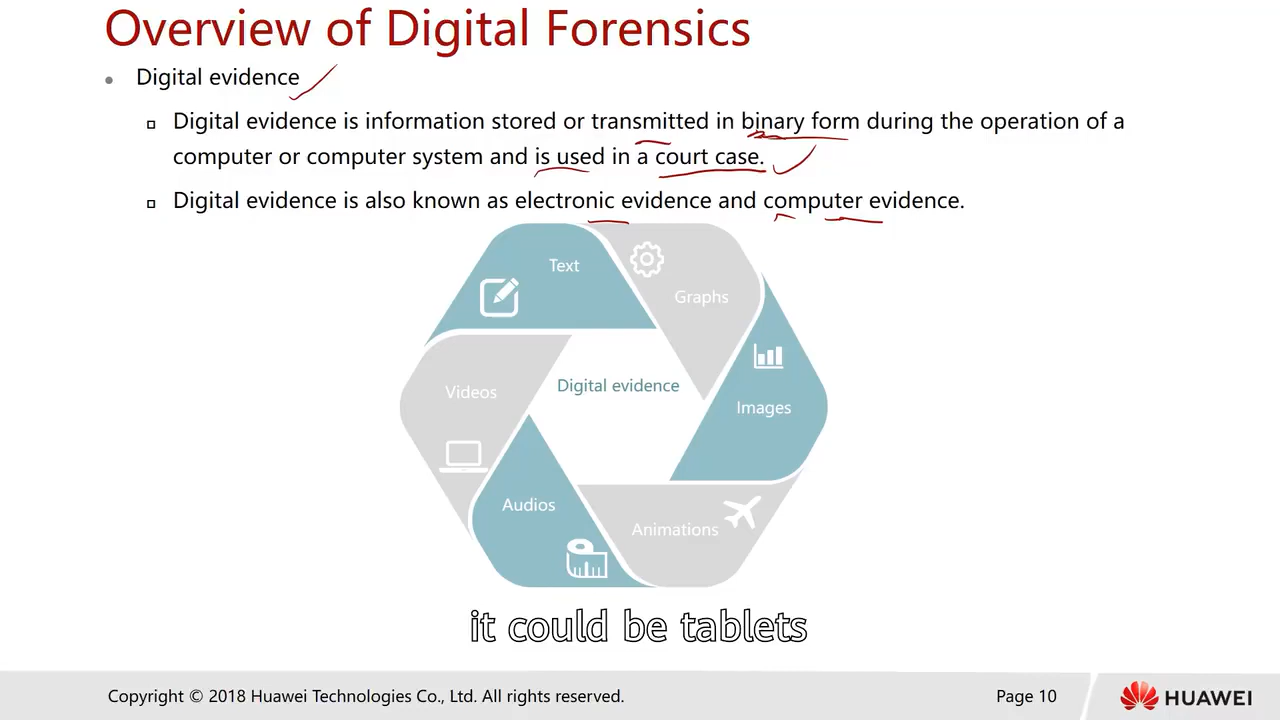 Overview of Digital Forensics
Digital evidence
Digital evidence is information stored or transmitted in binary form during the operation of a
computer or computer system and is used in a court case.
Digital evidence is also known as electronic evidence and computer evidence.
Text
Graphs
Videos
Digital evidence
Images
Audios
Animations
it could be tablets
Copyright © 2018 Huawei Technologies Co., Ltd. All rights reserved.
Page 10
HUAWEI